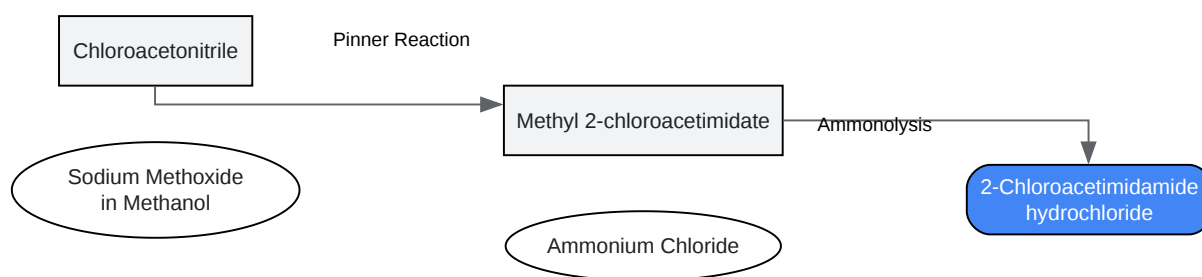 Chloroacetonitrile
Pinner Reaction
Methyl 2-chloroacetimidate
Ammonolysis
Sodium Methoxide
in Methanol
2-Chloroacetimidamide
hydrochloride
Ammonium Chloride